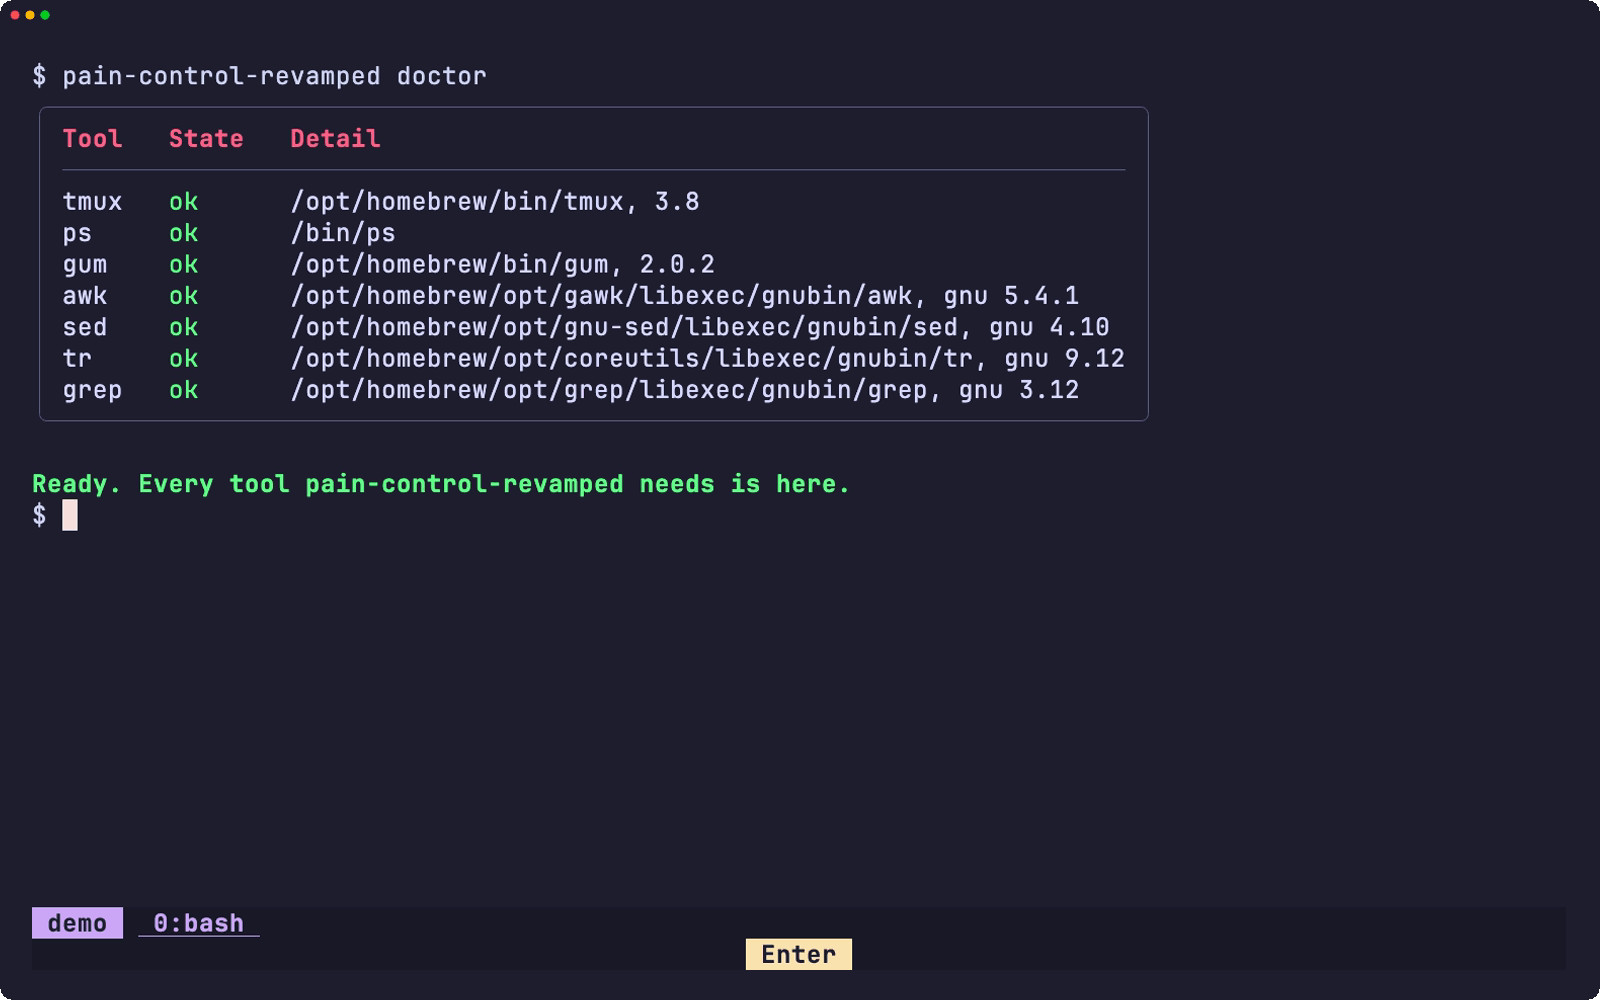 $ pain-control-revamped doctor
Tool State Detail
tmux ok /opt/homebrew/bin/tmux, 3.8
ps ok /bin/ps
gum ok /opt/homebrew/bin/gum, 2.0.2
awk ok /opt/homebrew/opt/gawk/libexec/gnubin/awk, gnu 5.4.1
sed ok /opt/homebrew/opt/gnu-sed/libexec/gnubin/sed, gnu 4.10
tr ok /opt/homebrew/opt/coreutils/libexec/gnubin/tr, gnu 9.12
grep ok /opt/homebrew/opt/grep/libexec/gnubin/grep, gnu 3.12
Ready. Every tool pain-control-revamped needs is here.
$
demo 0:bash
Enter